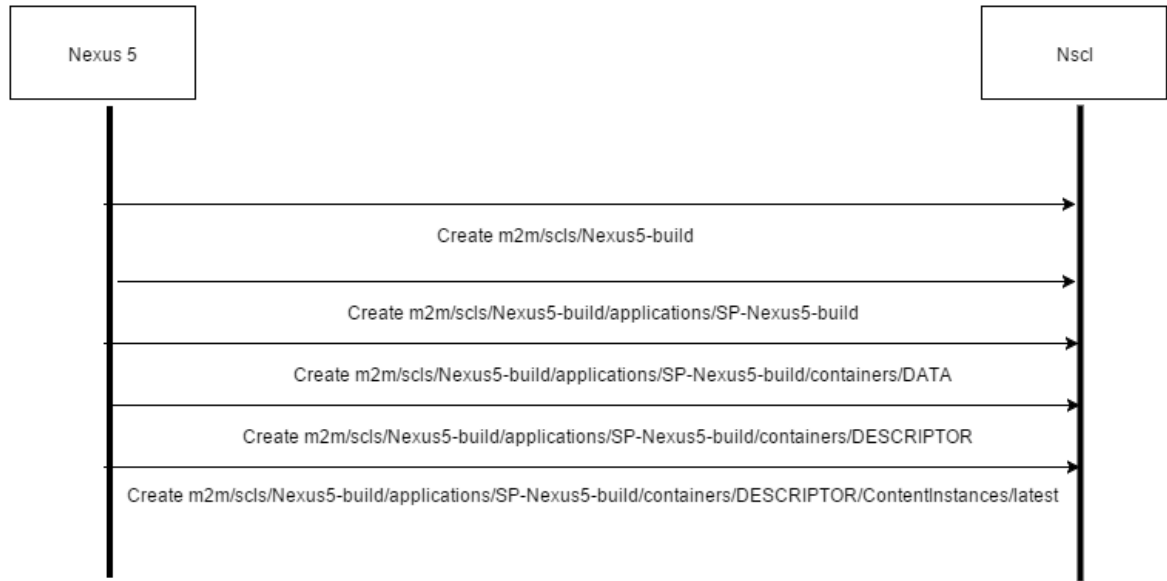 Nexus 5
Nscl
Create m2m/scls/Nexus5-build
Create m2m/scls/Nexus5-build/applications/SP-Nexus5-build
Create m2m/scls/Nexus5-build/applications/SP-Nexus5-build/containers/DATA
Create m2m/scls/Nexus5-build/applications/SP-Nexus5-build/containers/DESCRIPTOR
Create m2m/scls/Nexus5-build/applications/SP-Nexus5-build/containers/DESCRIPTOR/ContentInstances/latest